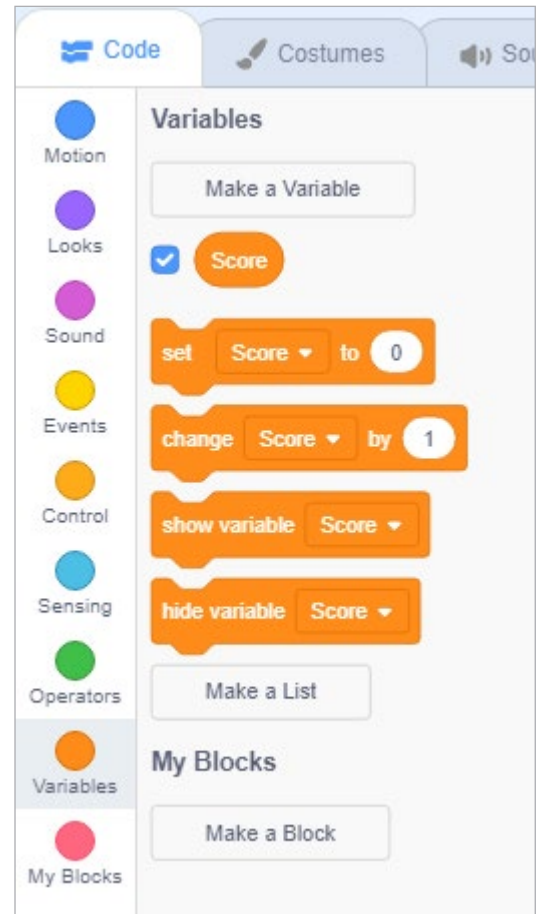 Code
Costumes
Motion
Looks
Sound
Events
Control
Sensing
Operators
Variables
My Blocks
Variables
Make a Variable
Score
set Score to 0
change Score by 1
show variable Score
hide variable Score
Make a List
My Blocks
Make a Block